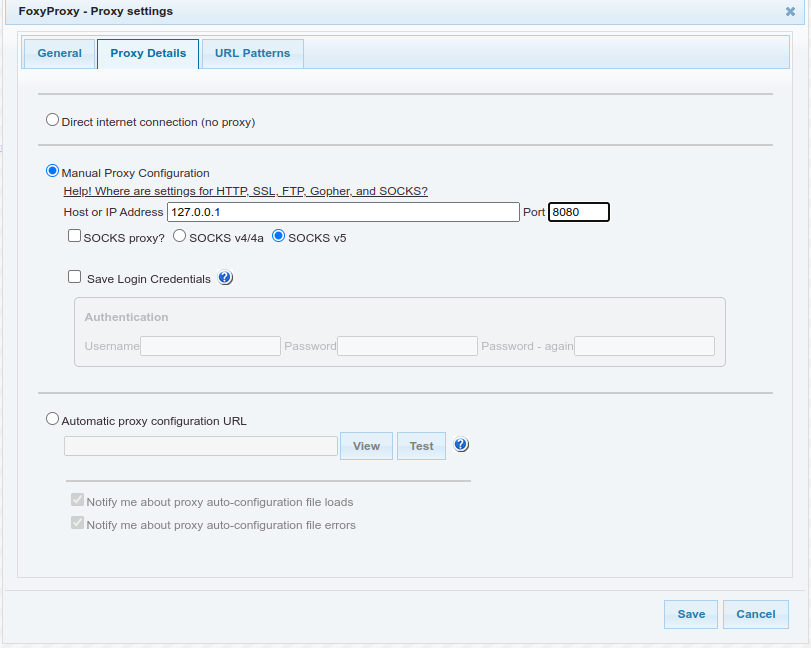 FoxyProxy - Proxy settings
General Proxy Details URL Patterns
Direct internet connection (no proxy)
Manual Proxy Configuration
Help! Where are settings for HTTP, SSL, FTP, Gopher, and SOCKS?
Host or IP Address 127.0.0.1 Port 8080
SOCKS proxy? SOCKS v4/4a SOCKS v5
Save Login Credentials ?
Authentication
Username Password Password - again
Automatic proxy configuration URL
View Test ?
Notify me about proxy auto-configuration file loads
Notify me about proxy auto-configuration file errors
Save Cancel